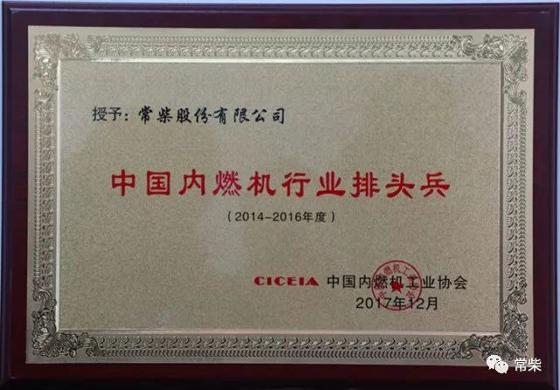 授予：常柴股份有限公司
中国内燃机行业排头兵
（2014-2016年度）
CICEIA 中国内燃机工业协会
2017年12月
常柴